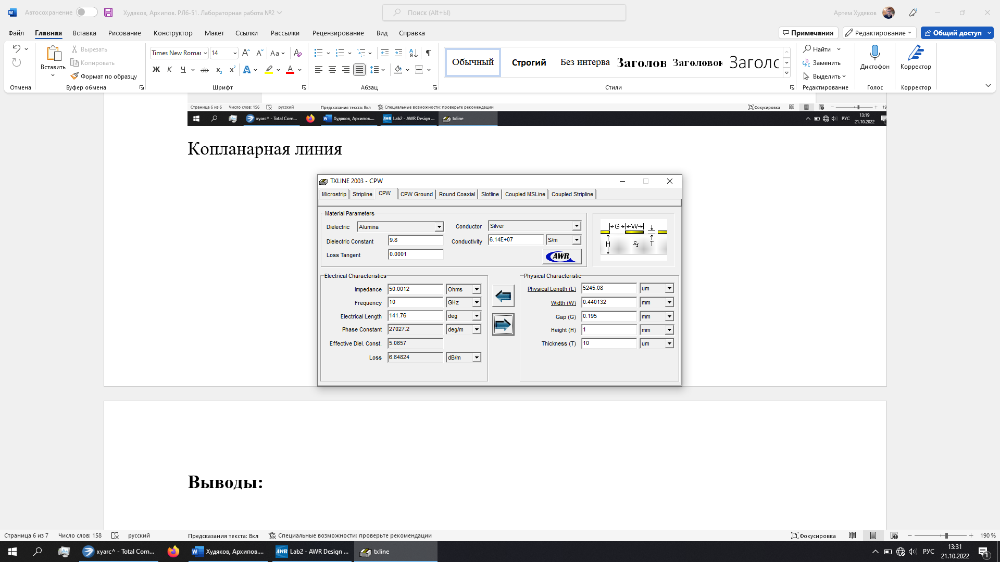 Автосохранение
Худяков, Архипов. РЛ6-51. Лабораторная работа №2
Поиск (Alt+Ы)
Артем Худяков
Файл Главная Вставка Рисование Конструктор Макет Ссылки Рассылки Рецензирование Вид Справка
Примечания Редактирование Общий доступ
Отмена
Вставить
Вырезать
Копировать
Формат по образцу
Буфер обмена
Times New Roman 14
Aa
Ж К Ч ab x₂ x² A A
Шрифт
Абзац
Обычный Строгий Без интерва Заголов Заголовок Заголо
Стили
Найти
Заменить
Выделить
Редактирование
Диктофон
Голос
Корректор
Корректор
Страница 6 из 6 Число слов: 156 русский Предсказания текста: Вкл Специальные возможности: проверьте рекомендации Фокусировка
xyarc^ - Total Com... Худяков, Архипов.... Lab2 - AWR Design ... txline РУС 13:19
21.10.2022
Копланарная линия
TXLINE 2003 - CPW
Microstrip Stripline CPW CPW Ground Round Coaxial Slotline Coupled MSLine Coupled Stripline
Material Parameters
Dielectric Alumina Conductor Silver
Dielectric Constant 9.8 Conductivity 6.14E+07 S/m
Loss Tangent 0.0001
AWR
G W
H εr T
Electrical Characteristics
Impedance 50.0012 Ohms
Frequency 10 GHz
Electrical Length 141.76 deg
Phase Constant 27027.2 deg/m
Effective Diel. Const. 5.0657
Loss 6.64824 dB/m
Physical Characteristic
Physical Length (L) 5245.08 um
Width (W) 0.440132 mm
Gap (G) 0.195 mm
Height (H) 1 mm
Thickness (T) 10 um
Выводы:
Страница 6 из 7 Число слов: 158 русский Предсказания текста: Вкл Специальные возможности: проверьте рекомендации Фокусировка 190 %
xyarc^ - Total Com... Худяков, Архипов.... Lab2 - AWR Design ... txline РУС 13:31
21.10.2022 1